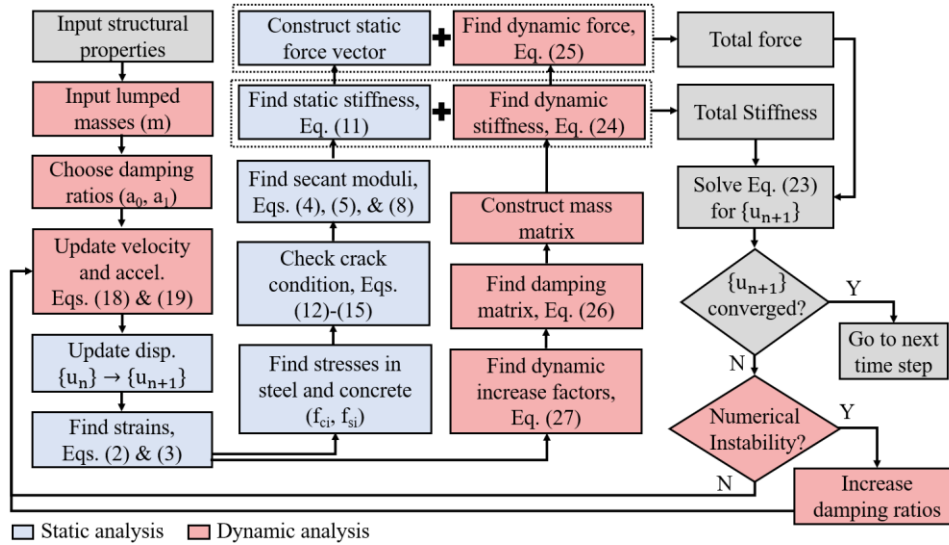 Input structural
properties
Input lumped
masses (m)
Choose damping
ratios (a₀, a₁)
Update velocity
and accel.
Eqs. (18) & (19)
Update disp.
{uₙ} → {uₙ₊₁}
Find strains,
Eqs. (2) & (3)
Construct static
force vector
+
Find dynamic force,
Eq. (25)
Find static stiffness,
Eq. (11)
+
Find dynamic
stiffness, Eq. (24)
Find secant moduli,
Eqs. (4), (5), & (8)
Check crack
condition, Eqs.
(12)-(15)
Find stresses in
steel and concrete
(f_ci, f_si)
Construct mass
matrix
Find damping
matrix, Eq. (26)
Find dynamic
increase factors,
Eq. (27)
Total force
Total Stiffness
Solve Eq. (23)
for {uₙ₊₁}
{uₙ₊₁}
converged?
Y
Go to next
time step
N
Numerical
Instability?
Y
N
Increase
damping ratios
Static analysis
Dynamic analysis